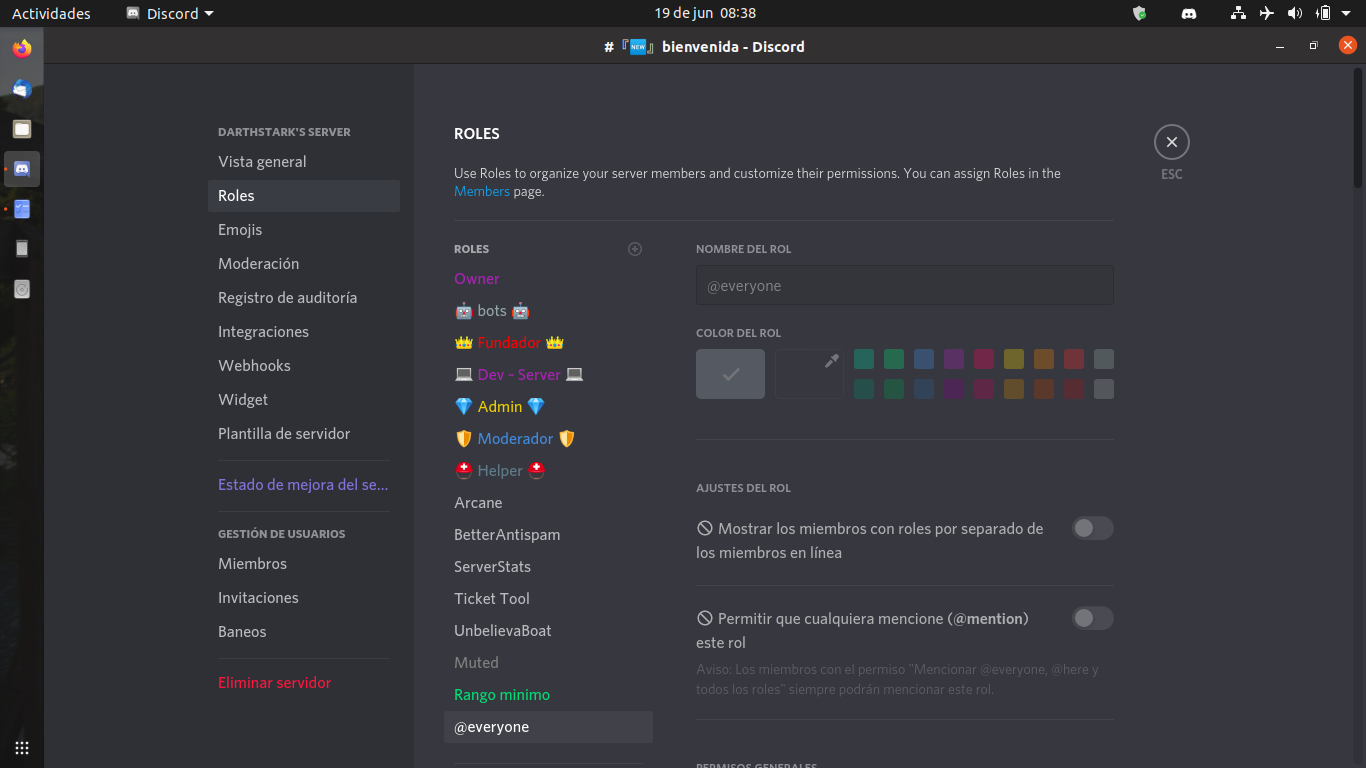 Actividades
Discord
19 de jun 08:38
# 『🆕』 bienvenida - Discord
DARTHSTARK'S SERVER
Vista general
Roles
Emojis
Moderación
Registro de auditoría
Integraciones
Webhooks
Widget
Plantilla de servidor
Estado de mejora del se...
GESTIÓN DE USUARIOS
Miembros
Invitaciones
Baneos
Eliminar servidor
ROLES
Use Roles to organize your server members and customize their permissions. You can assign Roles in the
Members page.
ESC
ROLES
Owner
🤖 bots 🤖
👑 Fundador 👑
💻 Dev - Server 💻
💎 Admin 💎
🛡 Moderador 🛡
⛑ Helper ⛑
Arcane
BetterAntispam
ServerStats
Ticket Tool
UnbelievaBoat
Muted
Rango minimo
@everyone
NOMBRE DEL ROL
@everyone
COLOR DEL ROL
AJUSTES DEL ROL
Mostrar los miembros con roles por separado de
los miembros en línea
Permitir que cualquiera mencione (@mention)
este rol
Aviso: Los miembros con el permiso "Mencionar @everyone, @here y
todos los roles" siempre podrán mencionar este rol.
PERMISOS GENERALES